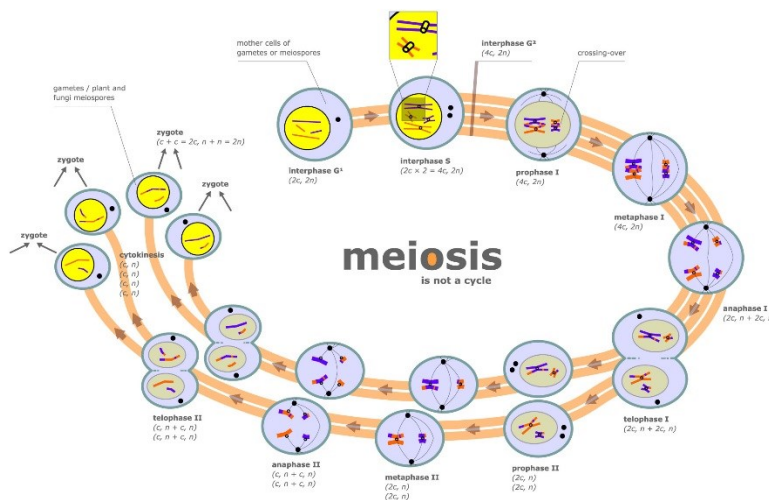 mother cells of
gametes or meiospores
interphase G²
(4c, 2n)
crossing-over
gametes / plant and
fungi meiospores
zygote
(c + c = 2c, n + n = 2n)
zygote
zygote
zygote
interphase G¹
(2c, 2n)
interphase S
(2c × 2 = 4c, 2n)
prophase I
(4c, 2n)
metaphase I
(4c, 2n)
cytokinesis
(c, n)
(c, n)
(c, n)
(c, n)
meiosis
is not a cycle
anaphase I
(2c, n + 2c,
telophase I
(2c, n + 2c, n)
telophase II
(c, n + c, n)
(c, n + c, n)
anaphase II
(c, n + c, n)
(c, n + c, n)
metaphase II
(2c, n)
(2c, n)
prophase II
(2c, n)
(2c, n)